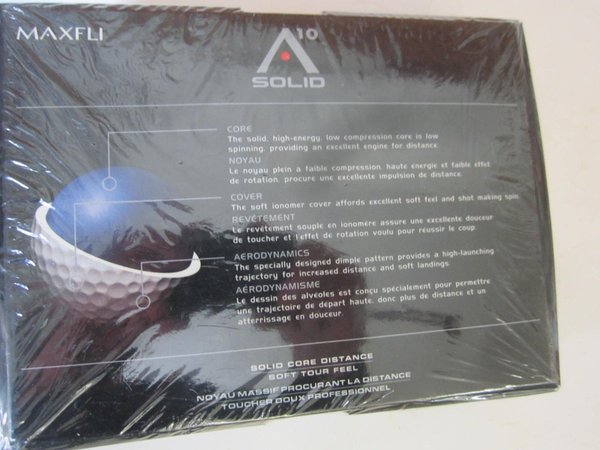 MAXFLI
A10
SOLID
CORE
The solid, high-energy, low compression core is low
spinning, providing an excellent engine for distance.
NOYAU
Le noyau plein a faible compression, haute energie et faible effet
de rotation, procure une excellente impulsion de distance.
COVER
The soft ionomer cover affords excellent soft feel and shot making spin
REVÊTEMENT
Le revêtement souple en ionomère assure une excellente douceur
de toucher et l'effet de rotation voulu pour réussir le coup.
AERODYNAMICS
The specially designed dimple pattern provides a high-launching
trajectory for increased distance and soft landings.
AÉRODYNAMISME
Le dessin des alveoles est conçu specialement pour permettre
une trajectoire de départ haute, donc plus de distance et un
atterrissage en douceur.
SOLID CORE DISTANCE
SOFT TOUR FEEL
NOYAU MASSIF PROCURANT LA DISTANCE
TOUCHER DOUX PROFESSIONNEL